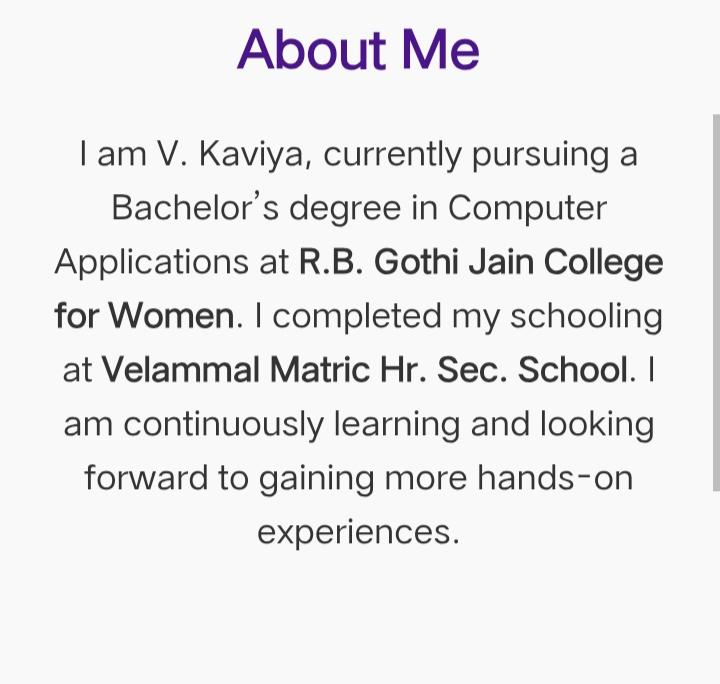 About Me
I am V. Kaviya, currently pursuing a
Bachelor’s degree in Computer
Applications at R.B. Gothi Jain College
for Women. I completed my schooling
at Velammal Matric Hr. Sec. School. I
am continuously learning and looking
forward to gaining more hands-on
experiences.